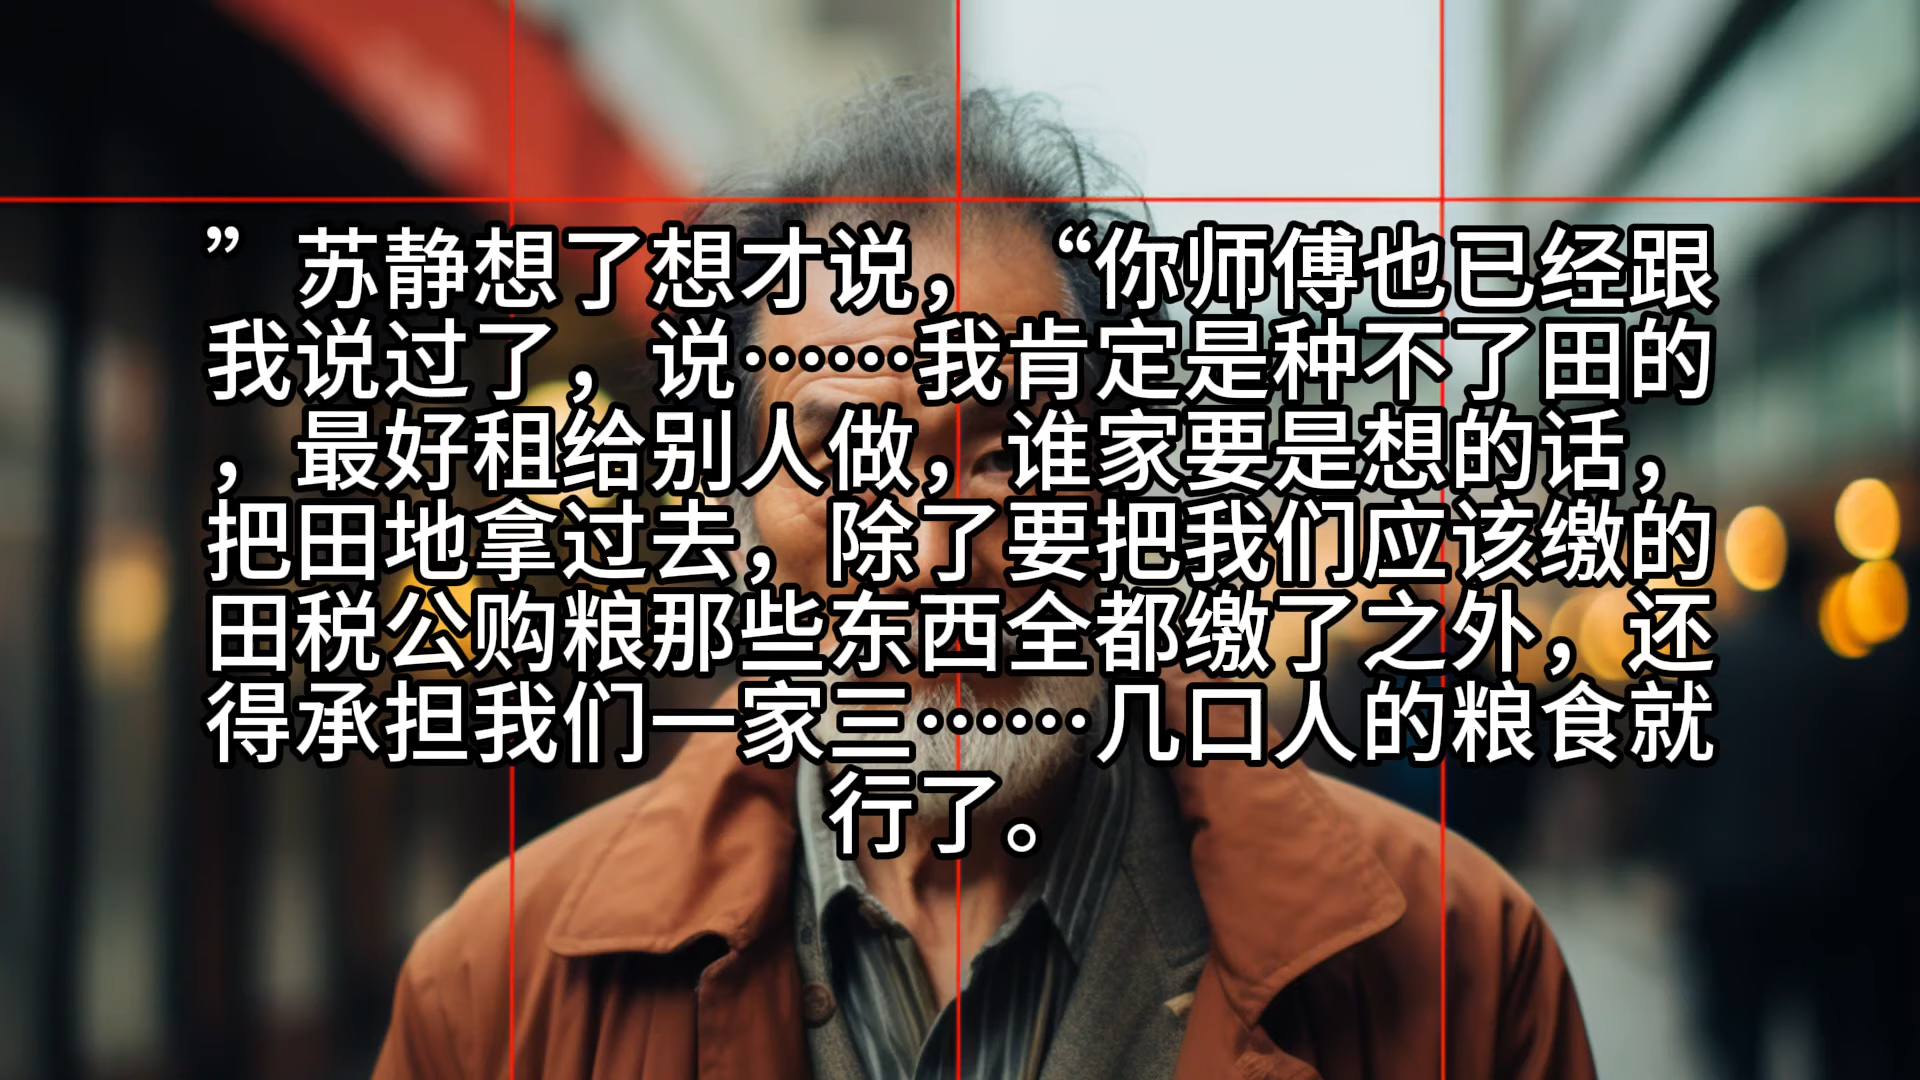 ” 苏静想了想才说，“你师傅也已经跟
我说过了，说……我肯定是种不了田的
，最好租给别人做，谁家要是想的话，
把田地拿过去，除了要把我们应该缴的
田税公购粮那些东西全都缴了之外，还
得承担我们一家三……几口人的粮食就
行了。